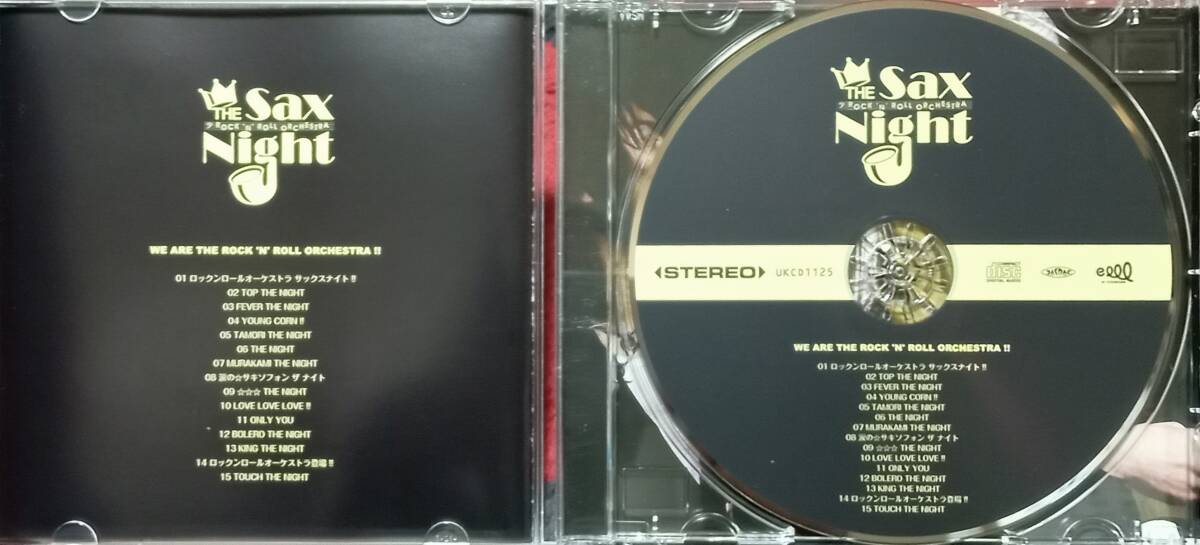 THE Sax
ROCK 'N' ROLL ORCHESTRA
Night
WE ARE THE ROCK 'N' ROLL ORCHESTRA !!
01 ロックンロールオーケストラ サックスナイト !!
02 TOP THE NIGHT
03 FEVER THE NIGHT
04 YOUNG CORN !!
05 TAMORI THE NIGHT
06 THE NIGHT
07 MURAKAMI THE NIGHT
08 涙の☆サキソフォン ザ ナイト
09 ☆☆☆ THE NIGHT
10 LOVE LOVE LOVE !!
11 ONLY YOU
12 BOLERO THE NIGHT
13 KING THE NIGHT
14 ロックンロールオーケストラ登場 !!
15 TOUCH THE NIGHT
THE Sax
ROCK 'N' ROLL ORCHESTRA
Night
STEREO UKCD1125 COMPACT disc DIGITAL AUDIO JASRAC
WE ARE THE ROCK 'N' ROLL ORCHESTRA !!
01 ロックンロールオーケストラ サックスナイト !!
02 TOP THE NIGHT
03 FEVER THE NIGHT
04 YOUNG CORN !!
05 TAMORI THE NIGHT
06 THE NIGHT
07 MURAKAMI THE NIGHT
08 涙の☆サキソフォン ザ ナイト
09 ☆☆☆ THE NIGHT
10 LOVE LOVE LOVE !!
11 ONLY YOU
12 BOLERO THE NIGHT
13 KING THE NIGHT
14 ロックンロールオーケストラ登場 !!
15 TOUCH THE NIGHT